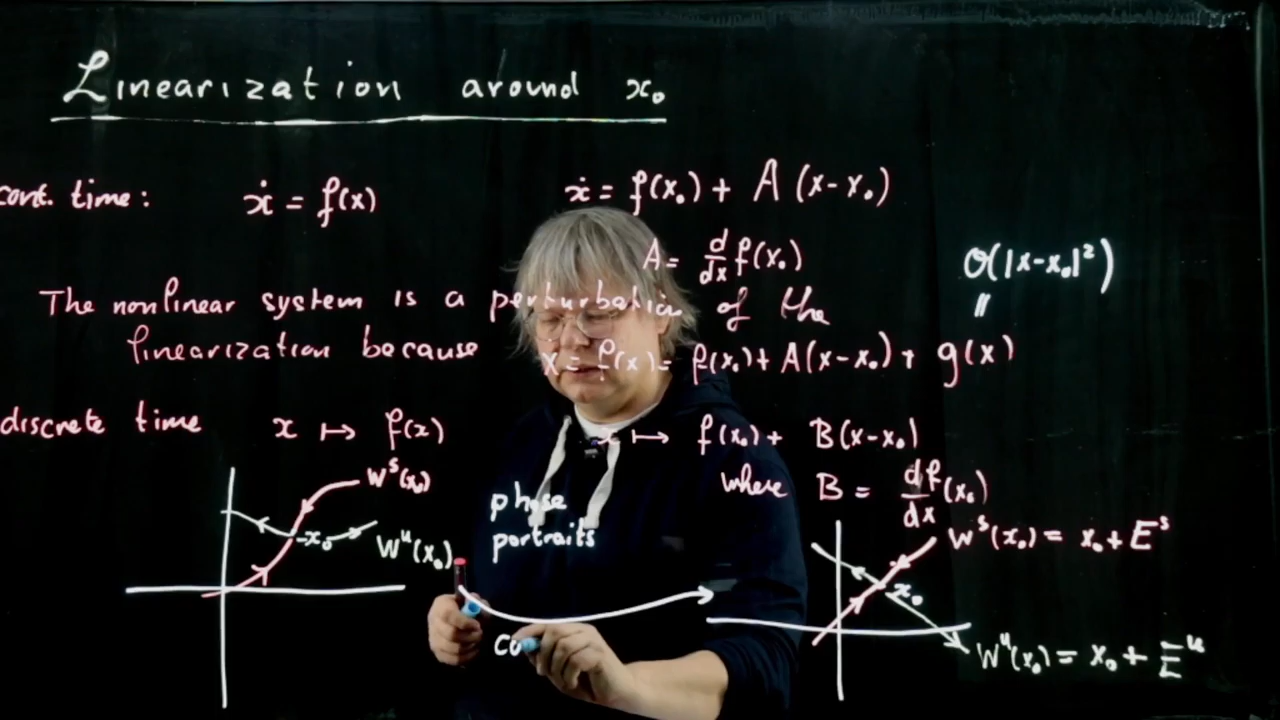 Linearization around x₀
cont. time: ẋ = f(x) ẋ = f(x₀) + A (x-x₀)
A = d/dx f(x₀)
O(|x-x₀|²)
The nonlinear system is a perturbation of the
linearization because ẋ = f(x) = f(x₀) + A(x-x₀) + g(x)
discrete time x ↦ f(x) x ↦ f(x₀) + B(x-x₀)
where B = df/dx (x₀)
Wˢ(x₀)
x₀
Wᵘ(x₀)
phase
portraits
co
Wˢ(x₀) = x₀ + Eˢ
x₀
Wᵘ(x₀) = x₀ + Eᵘ